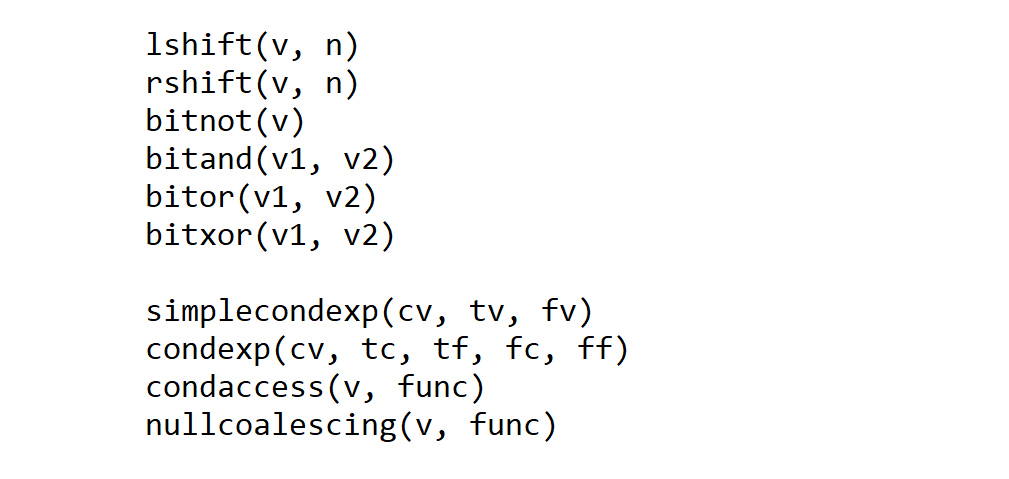 lshift(v, n)
rshift(v, n)
bitnot(v)
bitand(v1, v2)
bitor(v1, v2)
bitxor(v1, v2)
simplecondexp(cv, tv, fv)
condexp(cv, tc, tf, fc, ff)
condaccess(v, func)
nullcoalescing(v, func)